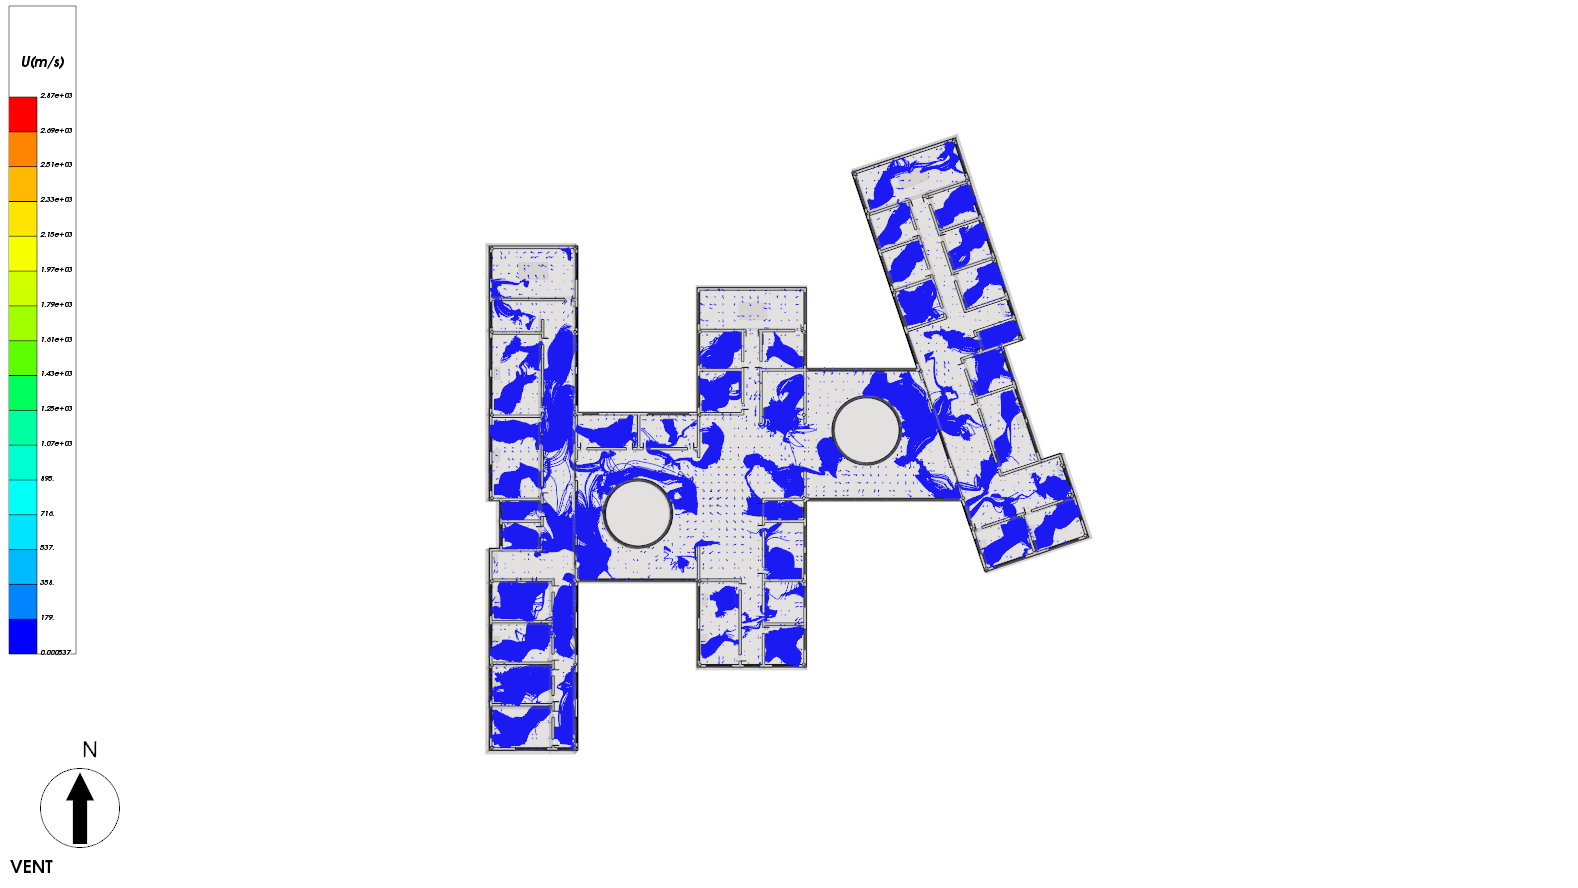 U(m/s)
2.87e+03
2.69e+03
2.51e+03
2.33e+03
2.15e+03
1.97e+03
1.79e+03
1.61e+03
1.43e+03
1.25e+03
1.07e+03
895.
716.
537.
358.
179.
0.000537
N
VENT